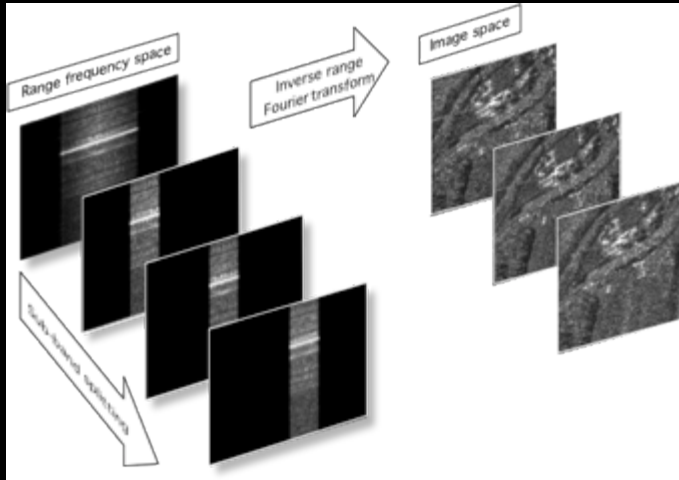 Range frequency space
Inverse range
Fourier transform
Image space
Sub-band splitting